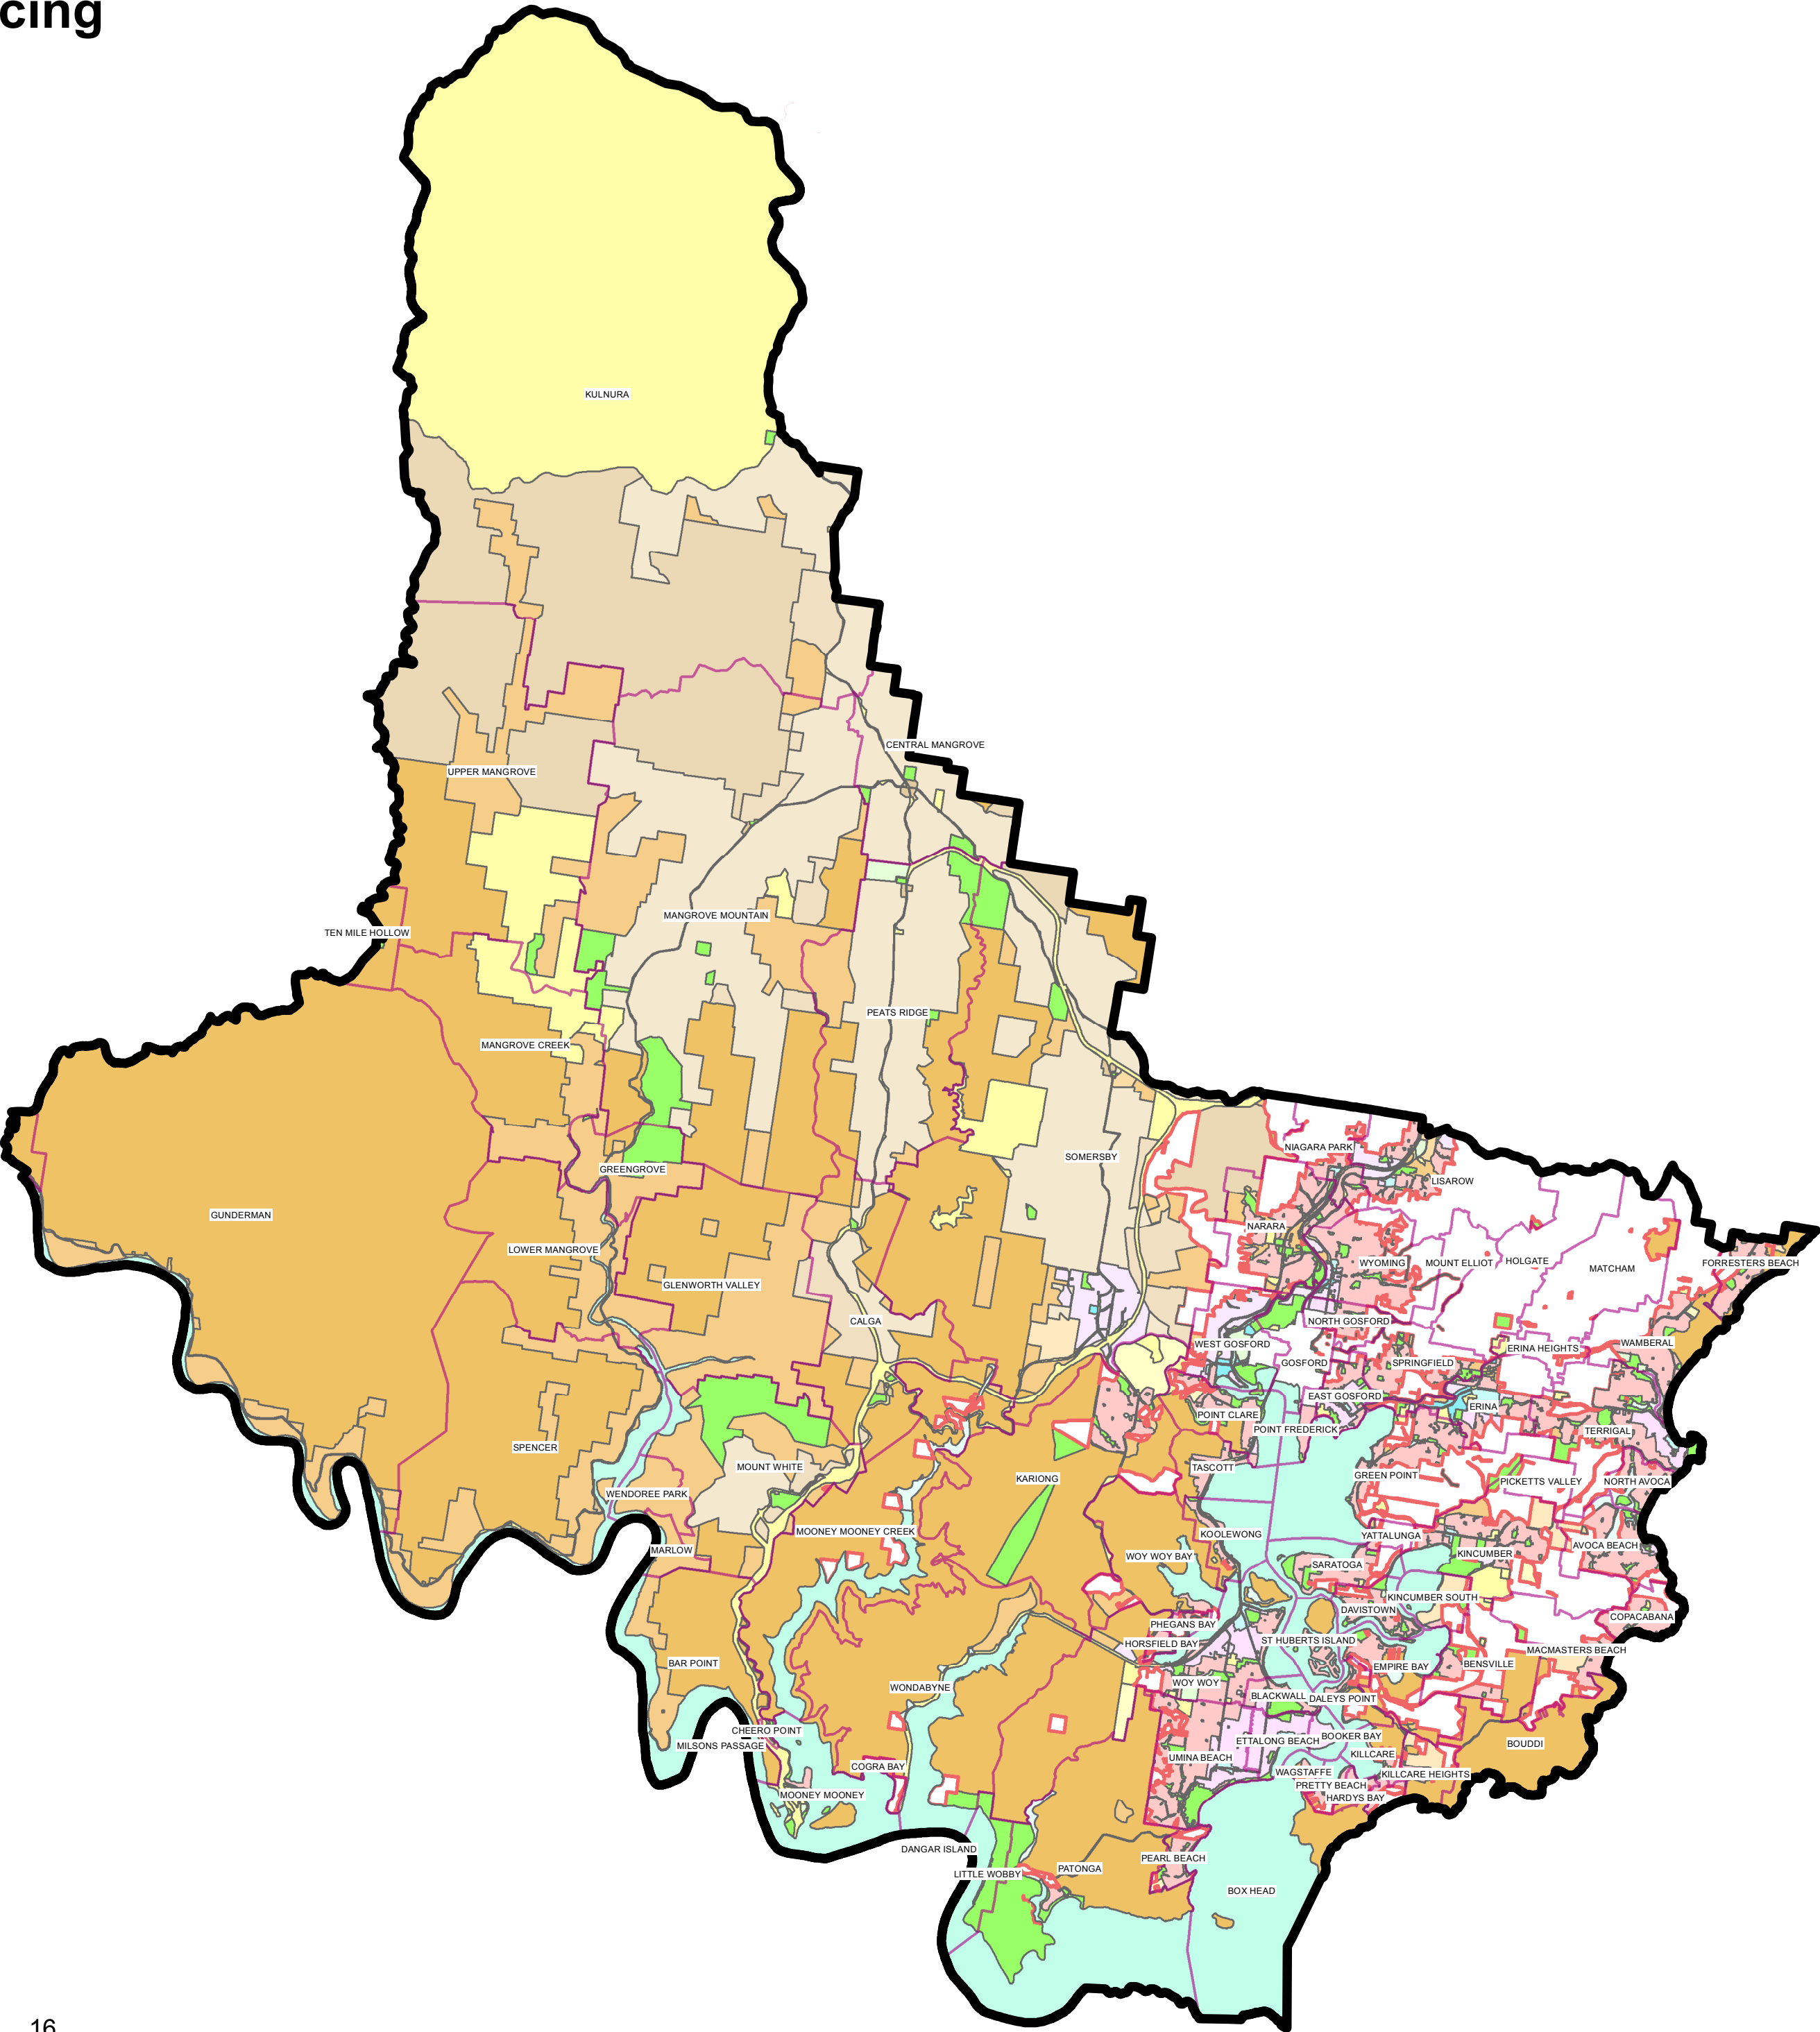 cing
KULNURA
CENTRAL MANGROVE
UPPER MANGROVE
MANGROVE MOUNTAIN
TEN MILE HOLLOW
PEATS RIDGE
MANGROVE CREEK
NIAGARA PARK
SOMERSBY
GREENGROVE
LISAROW
GUNDERMAN
NARARA
LOWER MANGROVE
HOLGATE
WYOMING
MOUNT ELLIOT
FORRESTERS BEACH
MATCHAM
GLENWORTH VALLEY
CALGA
NORTH GOSFORD
WAMBERAL
WEST GOSFORD
ERINA HEIGHTS
GOSFORD
SPRINGFIELD
EAST GOSFORD
ERINA
POINT CLARE
POINT FREDERICK
TERRIGAL
SPENCER
MOUNT WHITE
TASCOTT
GREEN POINT
KARIONG
PICKETTS VALLEY
NORTH AVOCA
WENDOREE PARK
MOONEY MOONEY CREEK
KOOLEWONG
YATTALUNGA
AVOCA BEACH
MARLOW
KINCUMBER
WOY WOY BAY
SARATOGA
KINCUMBER SOUTH
DAVISTOWN
COPACABANA
PHEGANS BAY
ST HUBERTS ISLAND
HORSFIELD BAY
MACMASTERS BEACH
BAR POINT
BENSVILLE
EMPIRE BAY
WOY WOY
WONDABYNE
BLACKWALL
DALEYS POINT
CHEERO POINT
BOOKER BAY
ETTALONG BEACH
BOUDDI
MILSONS PASSAGE
KILLCARE
UMINA BEACH
COGRA BAY
WAGSTAFFE
KILLCARE HEIGHTS
PRETTY BEACH
MOONEY MOONEY
HARDYS BAY
DANGAR ISLAND
PEARL BEACH
PATONGA
LITTLE WOBBY
BOX HEAD
16